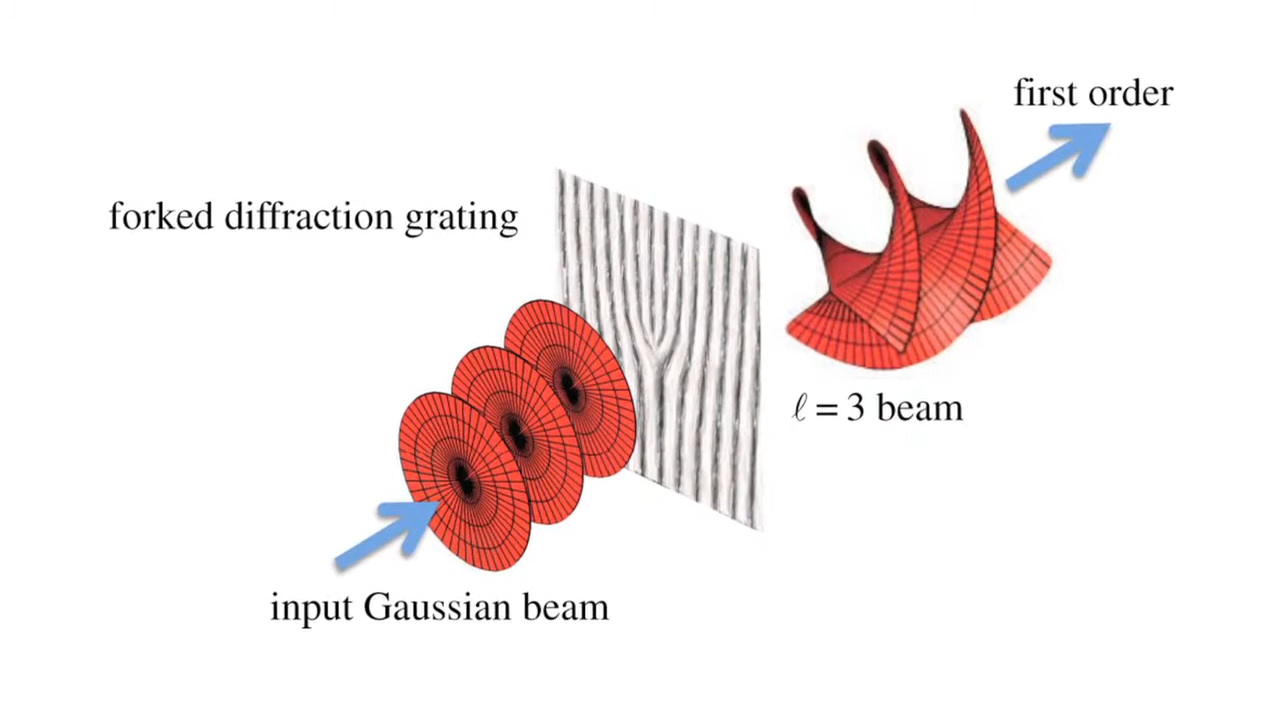 first order
forked diffraction grating
ℓ = 3 beam
input Gaussian beam